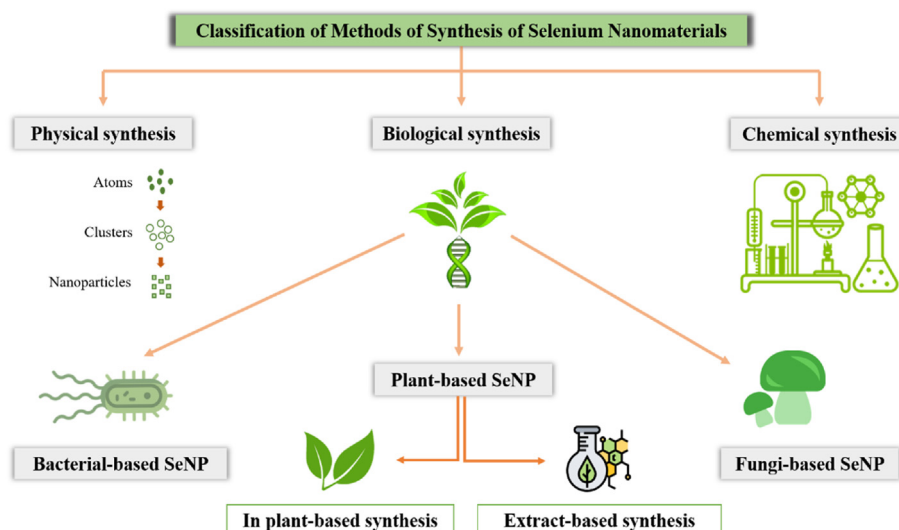 Classification of Methods of Synthesis of Selenium Nanomaterials
Physical synthesis
Biological synthesis
Chemical synthesis
Atoms
Clusters
Nanoparticles
Plant-based SeNP
Bacterial-based SeNP
Fungi-based SeNP
In plant-based synthesis
Extract-based synthesis